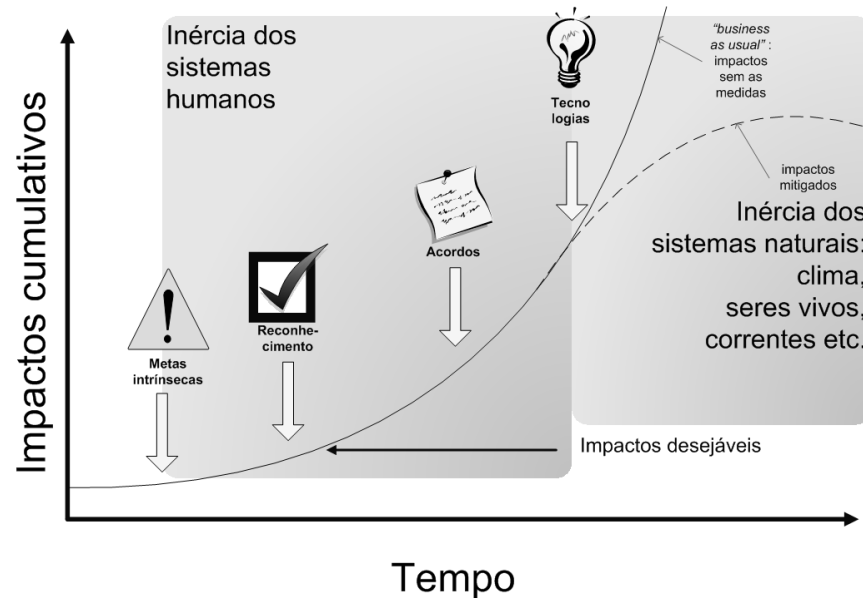 Inércia dos
sistemas
humanos
Tecno
logias
"business
as usual" :
impactos
sem as
medidas
impactos
mitigados
Acordos
Inércia dos
sistemas naturais:
clima,
seres vivos,
correntes etc.
Reconhe-
cimento
Metas
intrínsecas
Impactos desejáveis
Impactos cumulativos
Tempo